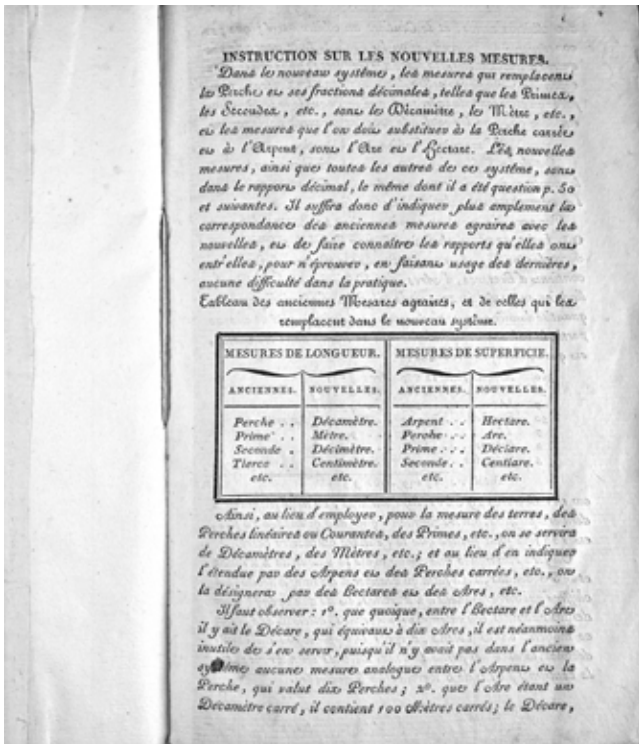 INSTRUCTION SUR LES NOUVELLES MESURES.
Dans le nouveau système, les mesures qui remplacent
la Perche et ses fractions décimales, telles que les Primes,
les Secondes, etc., sont le Décamètre, le Mètre, etc.,
et les mesures que l'on doit substituer à la Perche carrée
et à l'Arpent, sont l'Are et l'Hectare. Les nouvelles
mesures, ainsi que toutes les autres de ce système, sont
dans le rapport décimal, le même dont il a été question p. 50
et suivantes. Il suffira donc d'indiquer plus amplement la
correspondance des anciennes mesures agraires avec les
nouvelles, et de faire connoître les rapports qu'elles ont
entr'elles, pour n'éprouver, en faisant usage des dernières,
aucune difficulté dans la pratique.
Tableau des anciennes Mesures agraires, et de celles qui les
remplacent dans le nouveau système.
MESURES DE LONGUEUR. MESURES DE SUPERFICIE.
ANCIENNES. NOUVELLES. ANCIENNES. NOUVELLES.
Perche . . Décamètre. Arpent . . Hectare.
Prime . . Mètre. Perche . . Are.
Seconde . Décimètre. Prime . . . Déciare.
Tierce . . Centimètre. Seconde . . Centiare.
etc. etc. etc. etc.
Ainsi, au lieu d'employer, pour la mesure des terres, des
Perches linéaires ou Courantes, des Primes, etc., on se servira
de Décamètres, des Mètres, etc.; et au lieu d'en indiquer
l'étendue par des Arpens et des Perches carrées, etc., on
la désignera par des Hectares et des Ares, etc.
Il faut observer : 1°. que quoique, entre l'Hectare et l'Are
il y ait le Décare, qui équivaut à dix Ares, il est néanmoins
inutile de s'en servir, puisqu'il n'y avait pas dans l'ancien
système aucune mesure analogue entre l'Arpent et la
Perche, qui valut dix Perches; 2°. que l'Are étant un
Décamètre carré, il contient 100 Mètres carrés; le Décare,